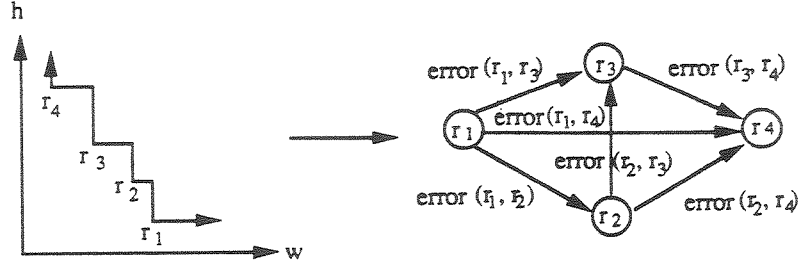 h
r4
r3
r2
r1
w
error (r1, r3)
r3
error (r3, r4)
r1
error (r1, r4)
r4
error (r2, r3)
error (r1, r2)
r2
error (r2, r4)